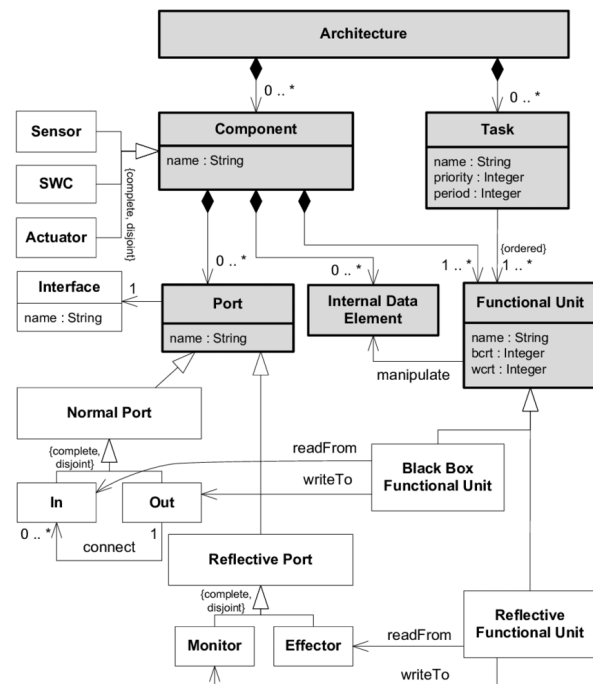 Architecture
0 .. *
0 .. *
Sensor
SWC
Actuator
{complete,
disjoint}
Component
name : String
Task
name : String
priority : Integer
period : Integer
{ordered}
0 .. *
0 .. *
1 .. *
1 .. *
Interface
name : String
1
Port
name : String
Internal Data
Element
Functional Unit
name : String
bcrt : Integer
wcrt : Integer
manipulate
Normal Port
{complete,
disjoint}
readFrom
Black Box
Functional Unit
writeTo
In
Out
0 .. *
1
connect
Reflective Port
{complete,
disjoint}
Reflective
Functional Unit
Monitor
Effector
readFrom
writeTo